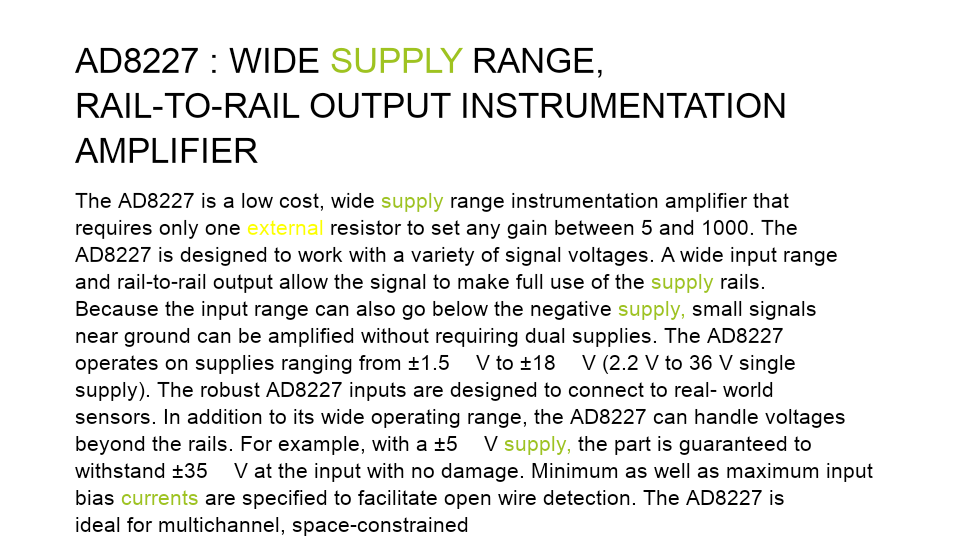 AD8227 : WIDE SUPPLY RANGE,
RAIL-TO-RAIL OUTPUT INSTRUMENTATION
AMPLIFIER
The AD8227 is a low cost, wide supply range instrumentation amplifier that
requires only one external resistor to set any gain between 5 and 1000. The
AD8227 is designed to work with a variety of signal voltages. A wide input range
and rail-to-rail output allow the signal to make full use of the supply rails.
Because the input range can also go below the negative supply, small signals
near ground can be amplified without requiring dual supplies. The AD8227
operates on supplies ranging from ±1.5 V to ±18 V (2.2 V to 36 V single
supply). The robust AD8227 inputs are designed to connect to real- world
sensors. In addition to its wide operating range, the AD8227 can handle voltages
beyond the rails. For example, with a ±5 V supply, the part is guaranteed to
withstand ±35 V at the input with no damage. Minimum as well as maximum input
bias currents are specified to facilitate open wire detection. The AD8227 is
ideal for multichannel, space-constrained